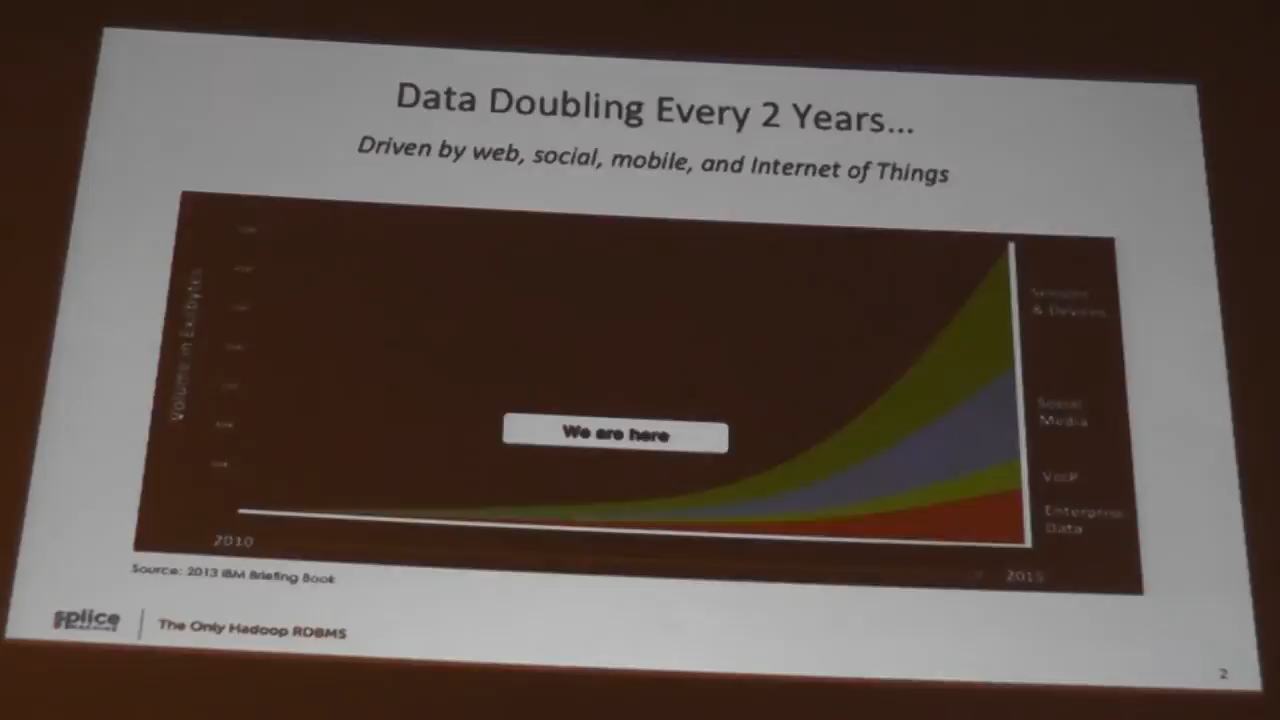 Data Doubling Every 2 Years...
Driven by web, social, mobile, and Internet of Things
Volume in Exabytes
We are here
& Devices
Social
Media
VoIP
Enterprise
Data
2010
2015
Source: 2013 IBM Briefing Book
splice
The Only Hadoop RDBMS
2